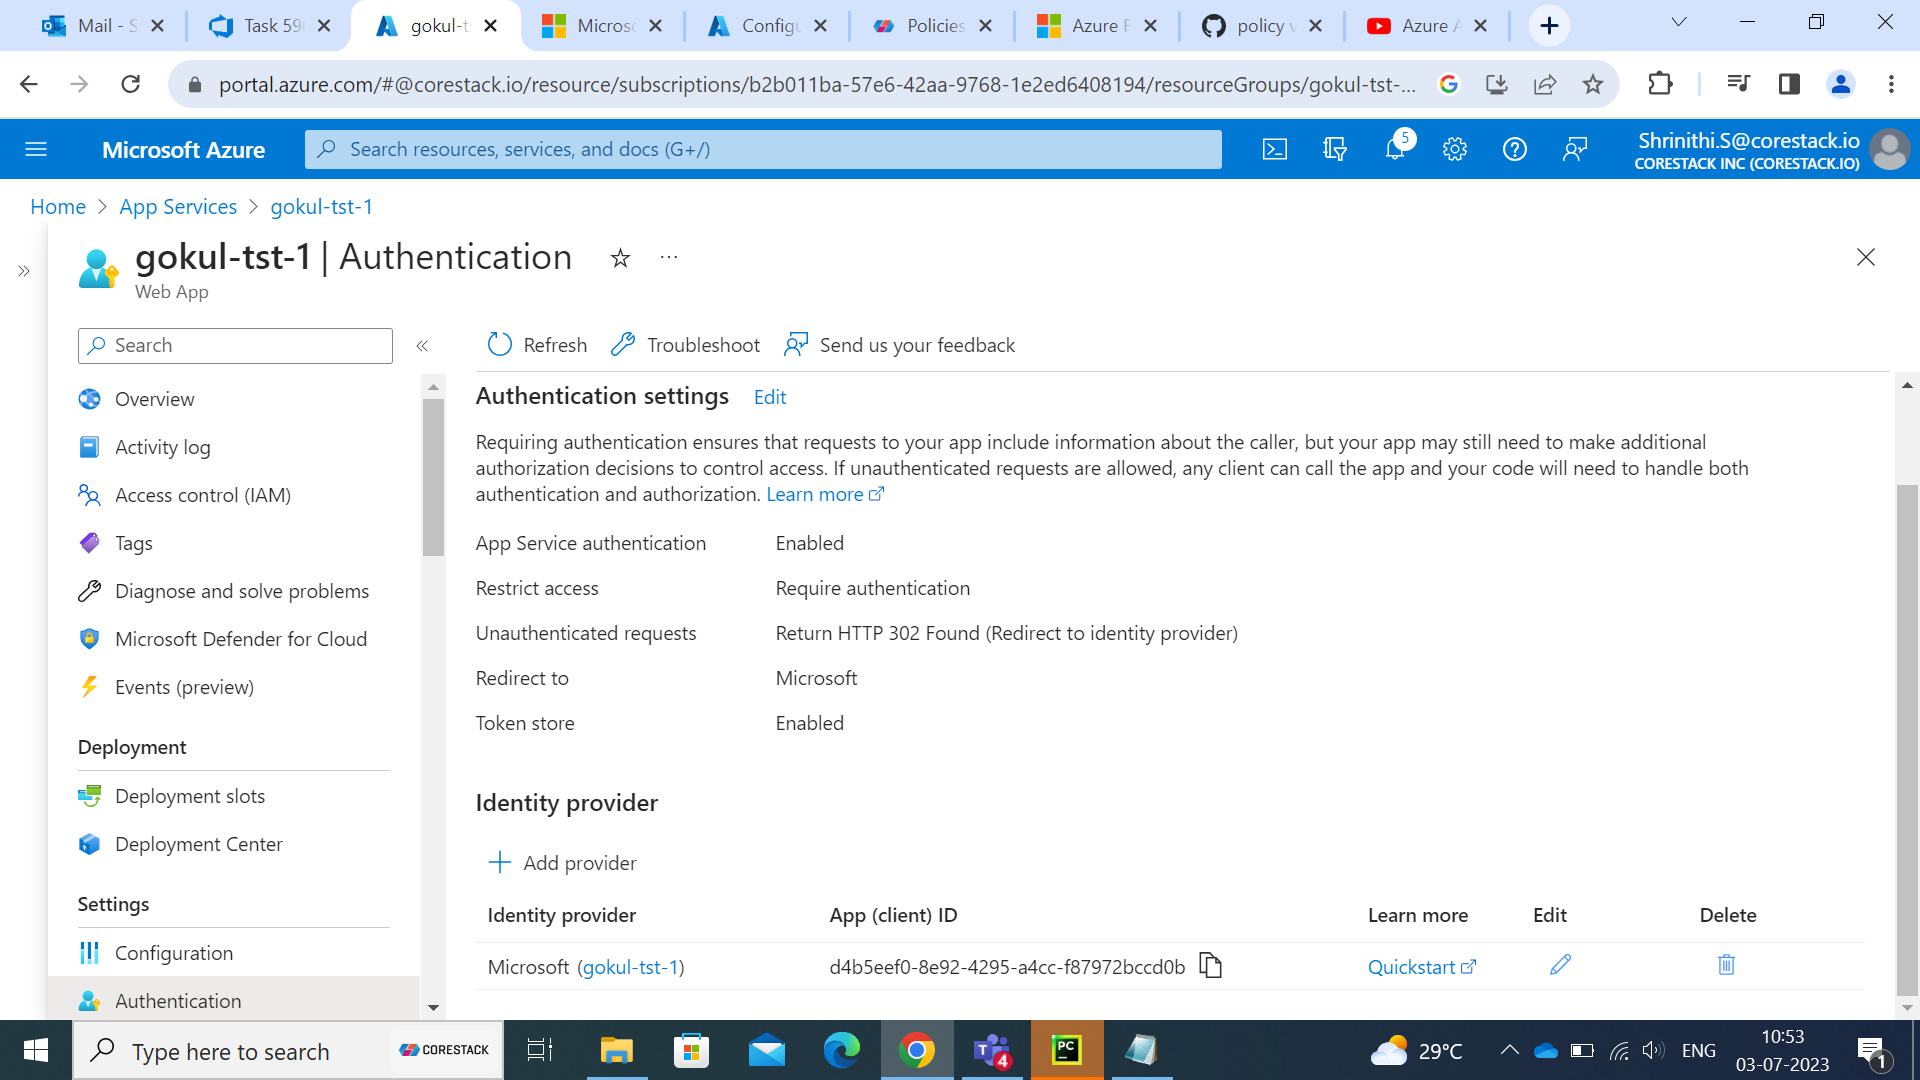 Mail - S
Task 59
gokul-ts
Micros
Configu
Policies
Azure F
policy v
Azure A
portal.azure.com/#@corestack.io/resource/subscriptions/b2b011ba-57e6-42aa-9768-1e2ed6408194/resourceGroups/gokul-tst-...
Microsoft Azure
Search resources, services, and docs (G+/)
5
Shrinithi.S@corestack.io
CORESTACK INC (CORESTACK.IO)
Home > App Services > gokul-tst-1
gokul-tst-1 | Authentication
Web App
Search
Refresh
Troubleshoot
Send us your feedback
Overview
Activity log
Access control (IAM)
Tags
Diagnose and solve problems
Microsoft Defender for Cloud
Events (preview)
Deployment
Deployment slots
Deployment Center
Settings
Configuration
Authentication
Authentication settings Edit
Requiring authentication ensures that requests to your app include information about the caller, but your app may still need to make additional
authorization decisions to control access. If unauthenticated requests are allowed, any client can call the app and your code will need to handle both
authentication and authorization. Learn more
App Service authentication Enabled
Restrict access Require authentication
Unauthenticated requests Return HTTP 302 Found (Redirect to identity provider)
Redirect to Microsoft
Token store Enabled
Identity provider
Add provider
Identity provider App (client) ID Learn more Edit Delete
Microsoft (gokul-tst-1) d4b5eef0-8e92-4295-a4cc-f87972bccd0b Quickstart
Type here to search
CORESTACK
T
4
PC
29°C
ENG
10:53
03-07-2023
1